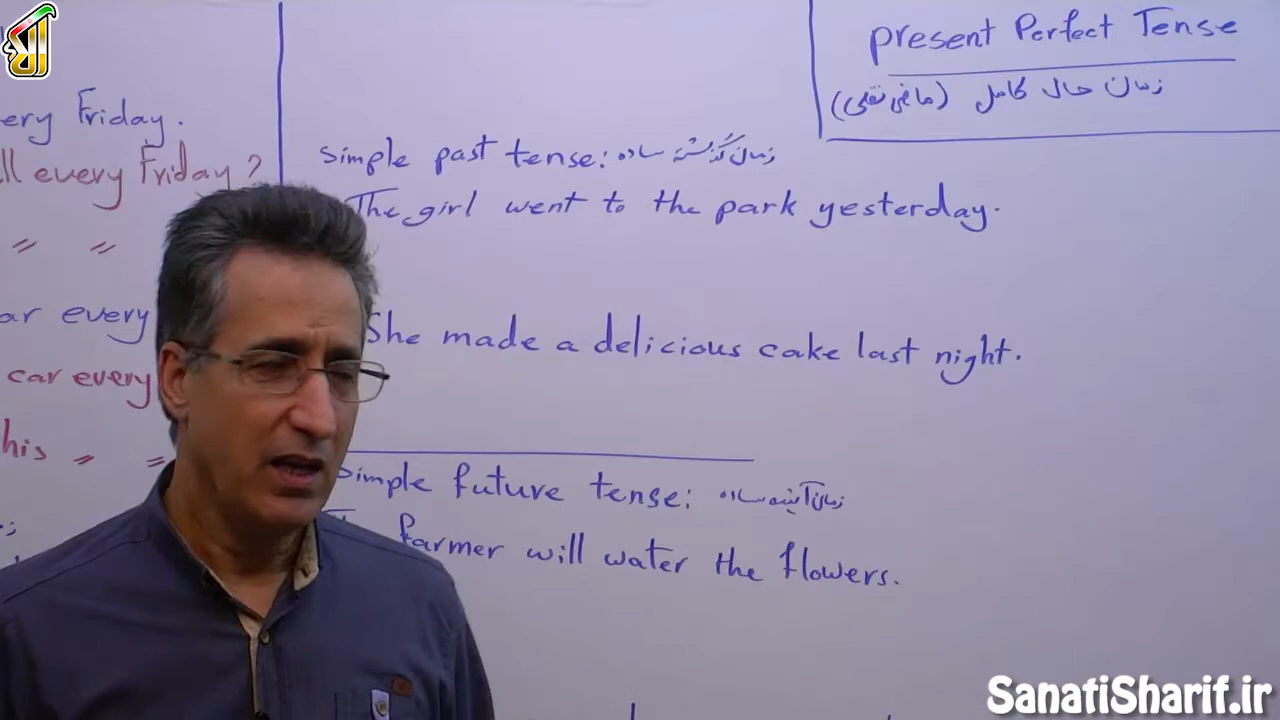 ery Friday.
ll every Friday?
〃 〃
ar every
car every
his 〃 〃
present Perfect Tense
زمان حال کامل (ماضی نقلی)
simple past tense: زمان گذشته ساده
The girl went to the park yesterday.
She made a delicious cake last night.
simple future tense: زمان آینده ساده
farmer will water the flowers.
SanatiSharif.ir